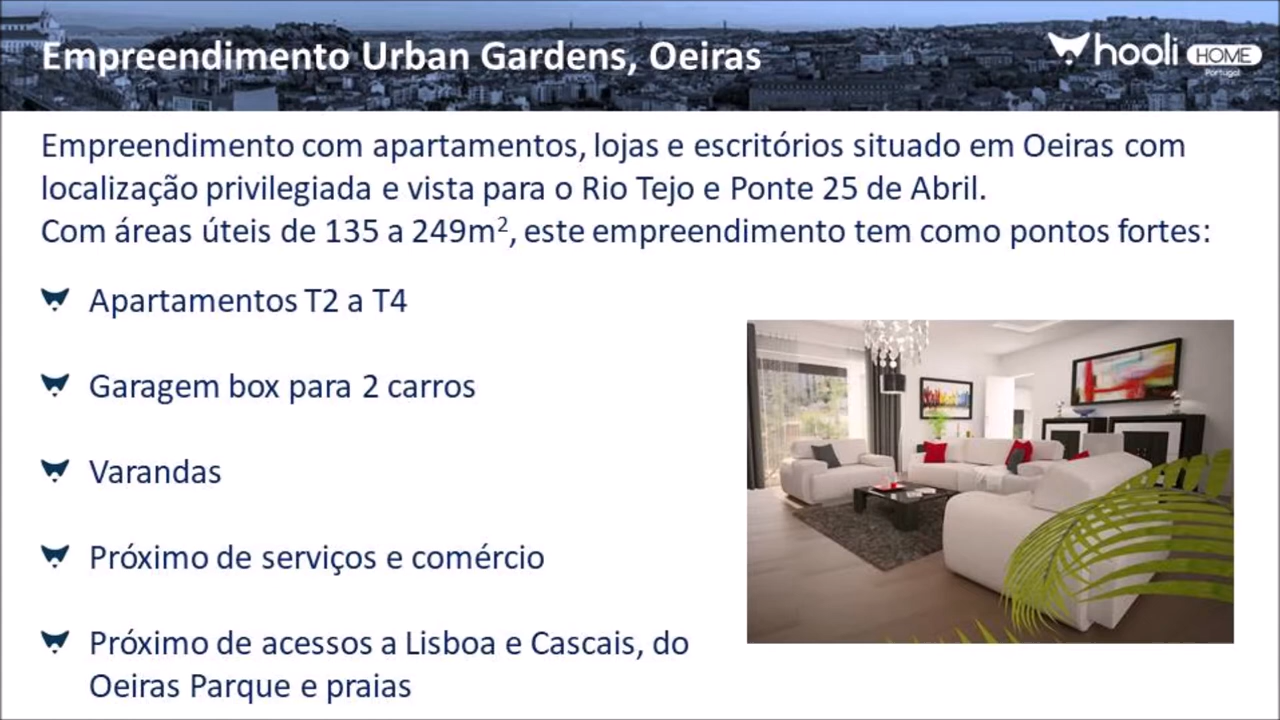 Empreendimento Urban Gardens, Oeiras
hooli HOME
Portugal
Empreendimento com apartamentos, lojas e escritórios situado em Oeiras com
localização privilegiada e vista para o Rio Tejo e Ponte 25 de Abril.
Com áreas úteis de 135 a 249m², este empreendimento tem como pontos fortes:
Apartamentos T2 a T4
Garagem box para 2 carros
Varandas
Próximo de serviços e comércio
Próximo de acessos a Lisboa e Cascais, do
Oeiras Parque e praias